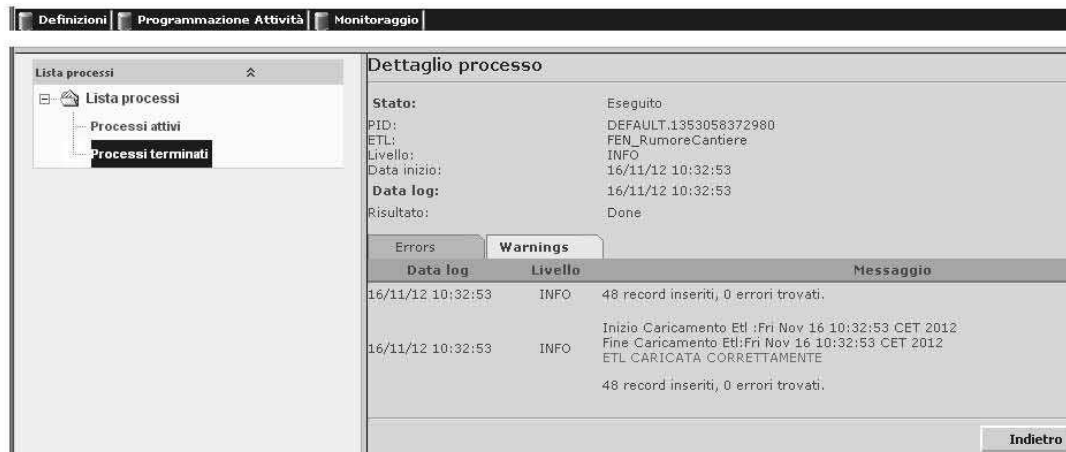 Definizioni Programmazione Attività Monitoraggio
Lista processi
Lista processi
Processi attivi
Processi terminati
Dettaglio processo
Stato: Eseguito
PID: DEFAULT.1353058372980
ETL: FEN_RumoreCantiere
Livello: INFO
Data inizio: 16/11/12 10:32:53
Data log: 16/11/12 10:32:53
Risultato: Done
Errors Warnings
Data log Livello Messaggio
16/11/12 10:32:53 INFO 48 record inseriti, 0 errori trovati.
Inizio Caricamento Etl :Fri Nov 16 10:32:53 CET 2012
Fine Caricamento Etl:Fri Nov 16 10:32:53 CET 2012
16/11/12 10:32:53 INFO ETL CARICATA CORRETTAMENTE
48 record inseriti, 0 errori trovati.
Indietro